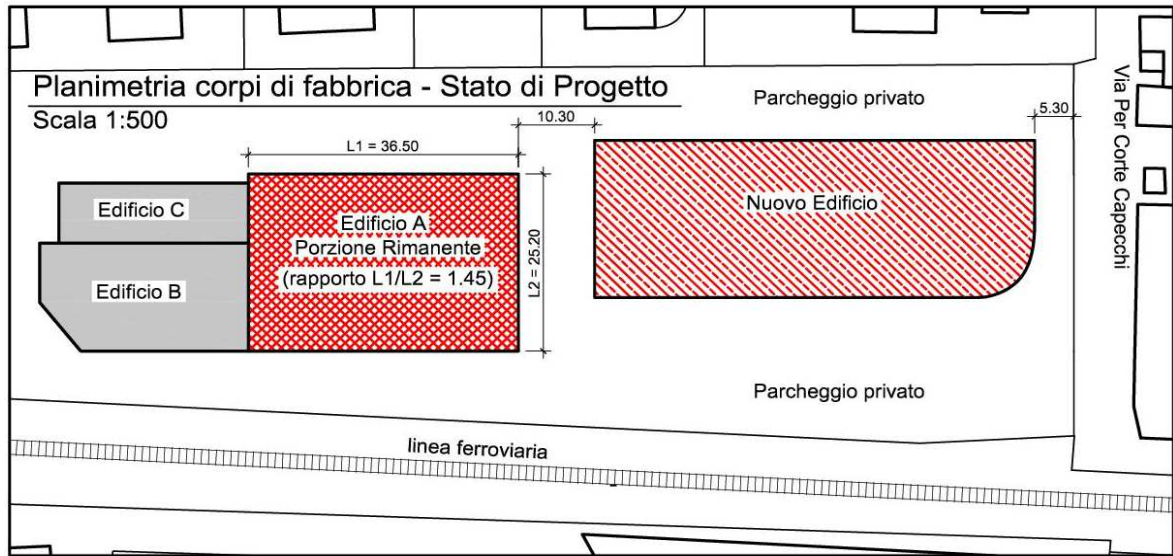 Planimetria corpi di fabbrica - Stato di Progetto
Scala 1:500
Parcheggio privato
5.30
10.30
L1 = 36.50
Via Per Corte Capecchi
Edificio C
Edificio A
Porzione Rimanente
(rapporto L1/L2 = 1.45)
L2 = 25.20
Nuovo Edificio
Edificio B
Parcheggio privato
linea ferroviaria